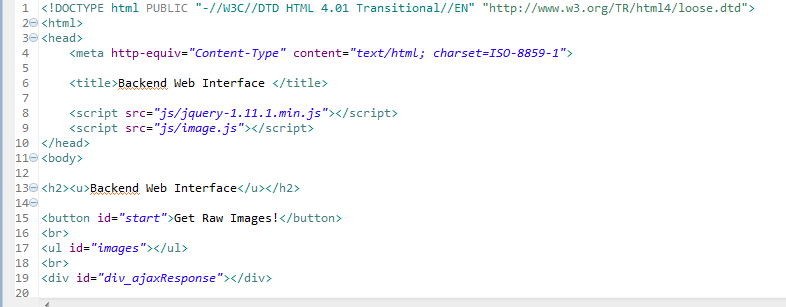 1 <!DOCTYPE html PUBLIC "-//W3C//DTD HTML 4.01 Transitional//EN" "http://www.w3.org/TR/html4/loose.dtd">
2 <html>
3 <head>
4     <meta http-equiv="Content-Type" content="text/html; charset=ISO-8859-1">
5
6     <title>Backend Web Interface </title>
7
8     <script src="js/jquery-1.11.1.min.js"></script>
9     <script src="js/image.js"></script>
10 </head>
11 <body>
12
13 <h2><u>Backend Web Interface</u></h2>
14
15 <button id="start">Get Raw Images!</button>
16 <br>
17 <ul id="images"></ul>
18 <br>
19 <div id="div_ajaxResponse"></div>
20